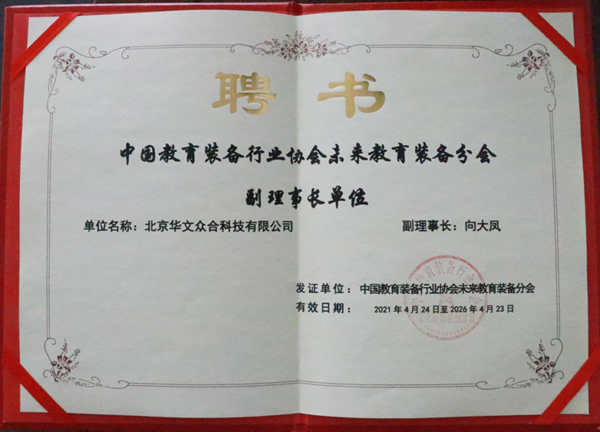 聘书
中国教育装备行业协会未来教育装备分会
副理事长单位
单位名称：北京华文众合科技有限公司 副理事长：向大凤
发证单位：中国教育装备行业协会未来教育装备分会
有效日期：2021年4月24日至2026年4月23日